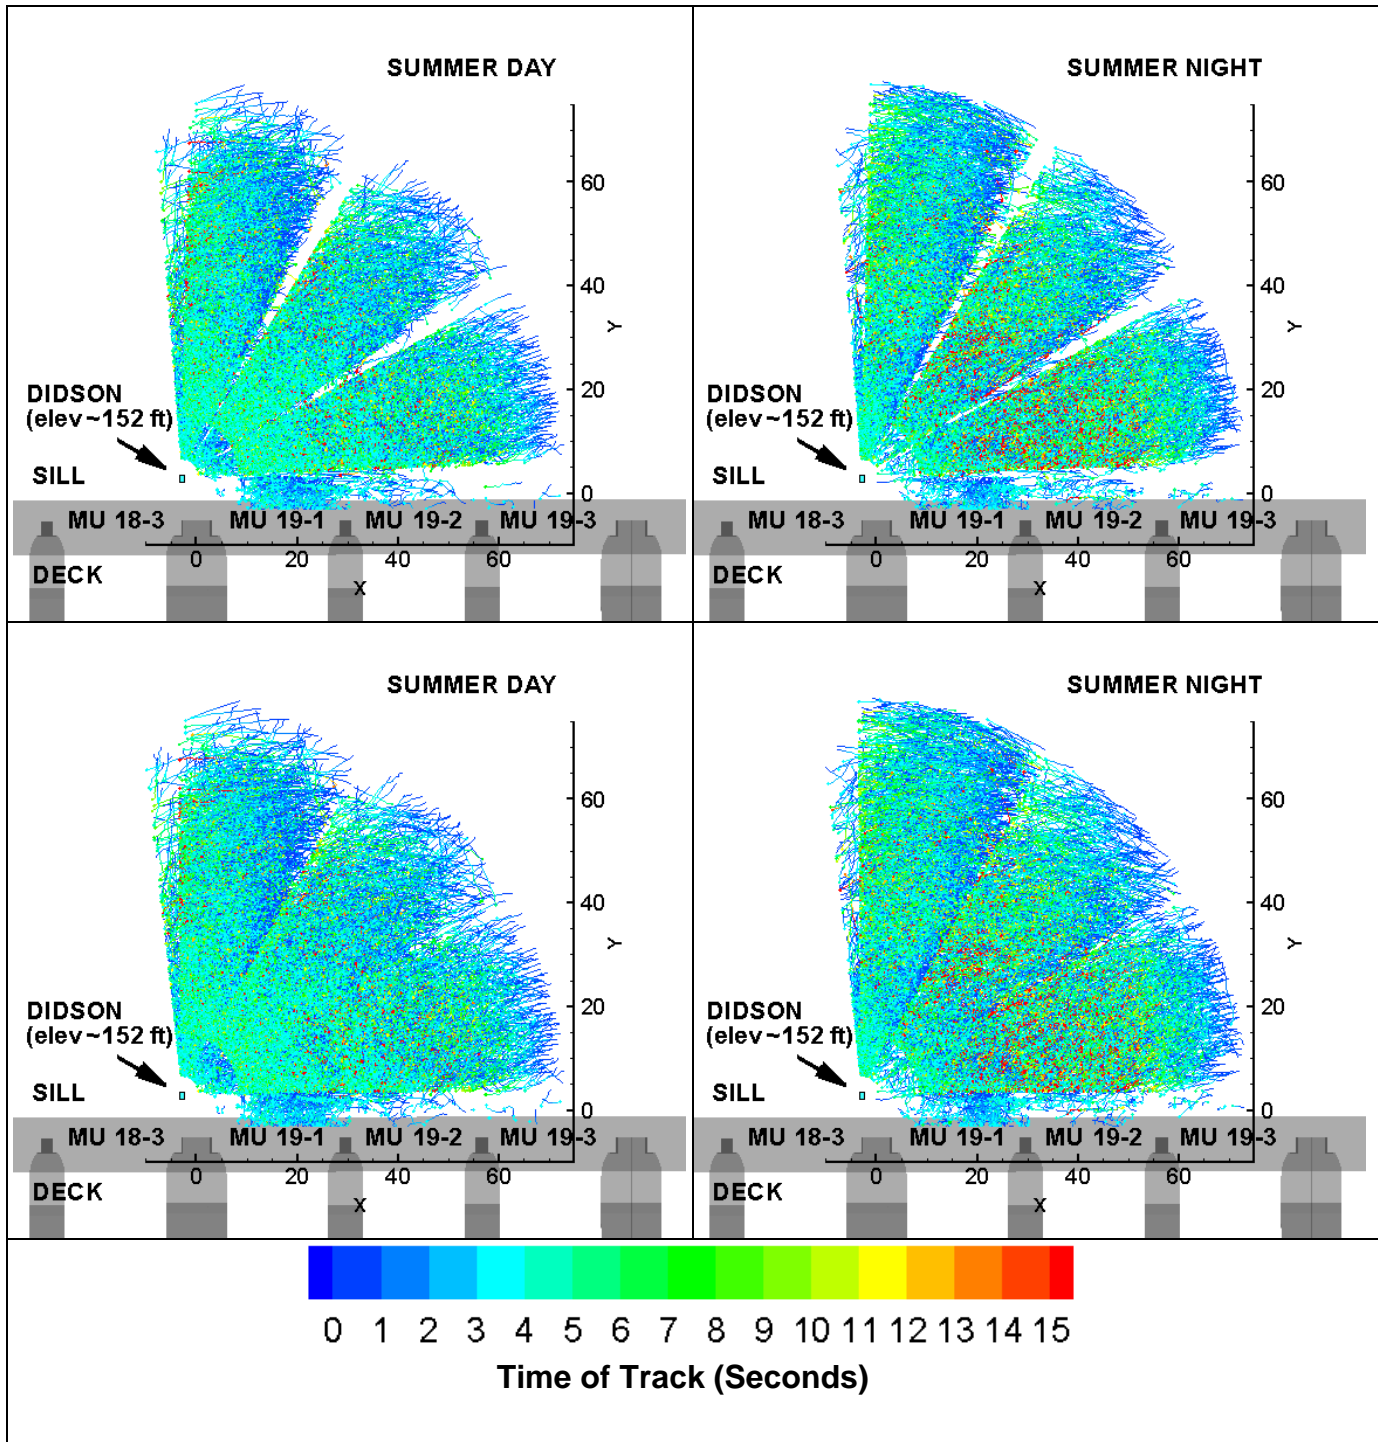 SUMMER DAY
60
40
Y
20
DIDSON
(elev ~152 ft)
SILL
0
MU 18-3 MU 19-1 MU 19-2 MU 19-3
0 20 40 60
DECK
X
SUMMER NIGHT
60
40
Y
20
DIDSON
(elev ~152 ft)
SILL
0
MU 18-3 MU 19-1 MU 19-2 MU 19-3
0 20 40 60
DECK
X
SUMMER DAY
60
40
Y
20
DIDSON
(elev ~152 ft)
SILL
0
MU 18-3 MU 19-1 MU 19-2 MU 19-3
0 20 40 60
DECK
X
SUMMER NIGHT
60
40
Y
20
DIDSON
(elev ~152 ft)
SILL
0
MU 18-3 MU 19-1 MU 19-2 MU 19-3
0 20 40 60
DECK
X
0 1 2 3 4 5 6 7 8 9 10 11 12 13 14 15
Time of Track (Seconds)